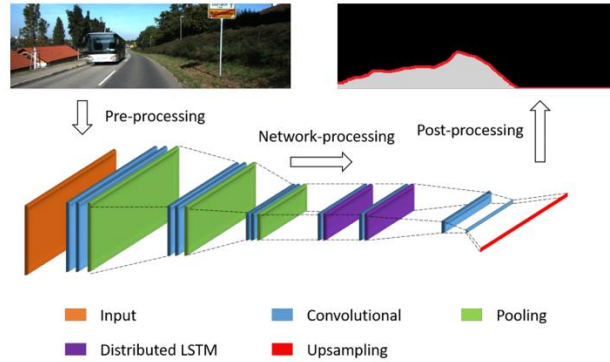 Pre-processing
Network-processing
Post-processing
Input
Convolutional
Pooling
Distributed LSTM
Upsampling